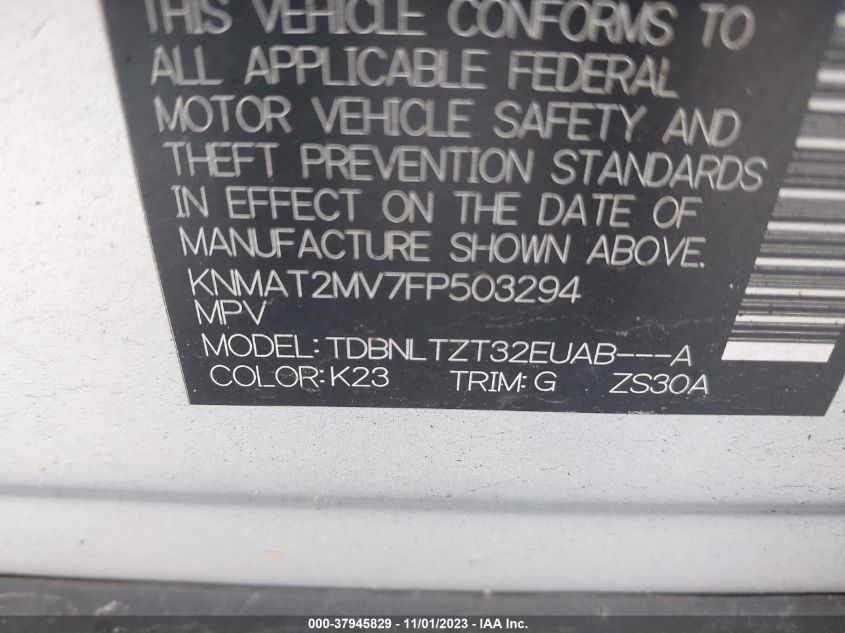 THIS VEHICLE CONFORMS TO
ALL APPLICABLE FEDERAL
MOTOR VEHICLE SAFETY AND
THEFT PREVENTION STANDARDS
IN EFFECT ON THE DATE OF
MANUFACTURE SHOWN ABOVE.
KNMAT2MV7FP503294
MPV
MODEL:TDBNLTZT32EUAB---A
COLOR:K23 TRIM:G ZS30A
000-37945829 - 11/01/2023 - IAA Inc.